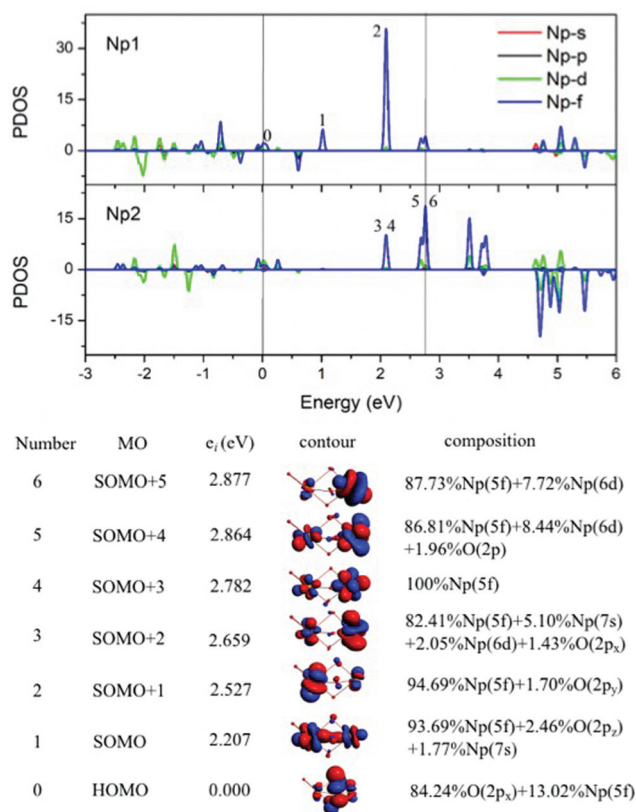 Np1
PDOS
30
15
0
0
1
2
Np-s
Np-p
Np-d
Np-f
Np2
PDOS
15
0
-15
3 4
5 6
-3 -2 -1 0 1 2 3 4 5 6
Energy (eV)
Number MO eᵢ (eV) contour composition
6 SOMO+5 2.877 87.73%Np(5f)+7.72%Np(6d)
5 SOMO+4 2.864 86.81%Np(5f)+8.44%Np(6d)
+1.96%O(2p)
4 SOMO+3 2.782 100%Np(5f)
3 SOMO+2 2.659 82.41%Np(5f)+5.10%Np(7s)
+2.05%Np(6d)+1.43%O(2pₓ)
2 SOMO+1 2.527 94.69%Np(5f)+1.70%O(2pᵧ)
1 SOMO 2.207 93.69%Np(5f)+2.46%O(2p_z)
+1.77%Np(7s)
0 HOMO 0.000 84.24%O(2pₓ)+13.02%Np(5f)